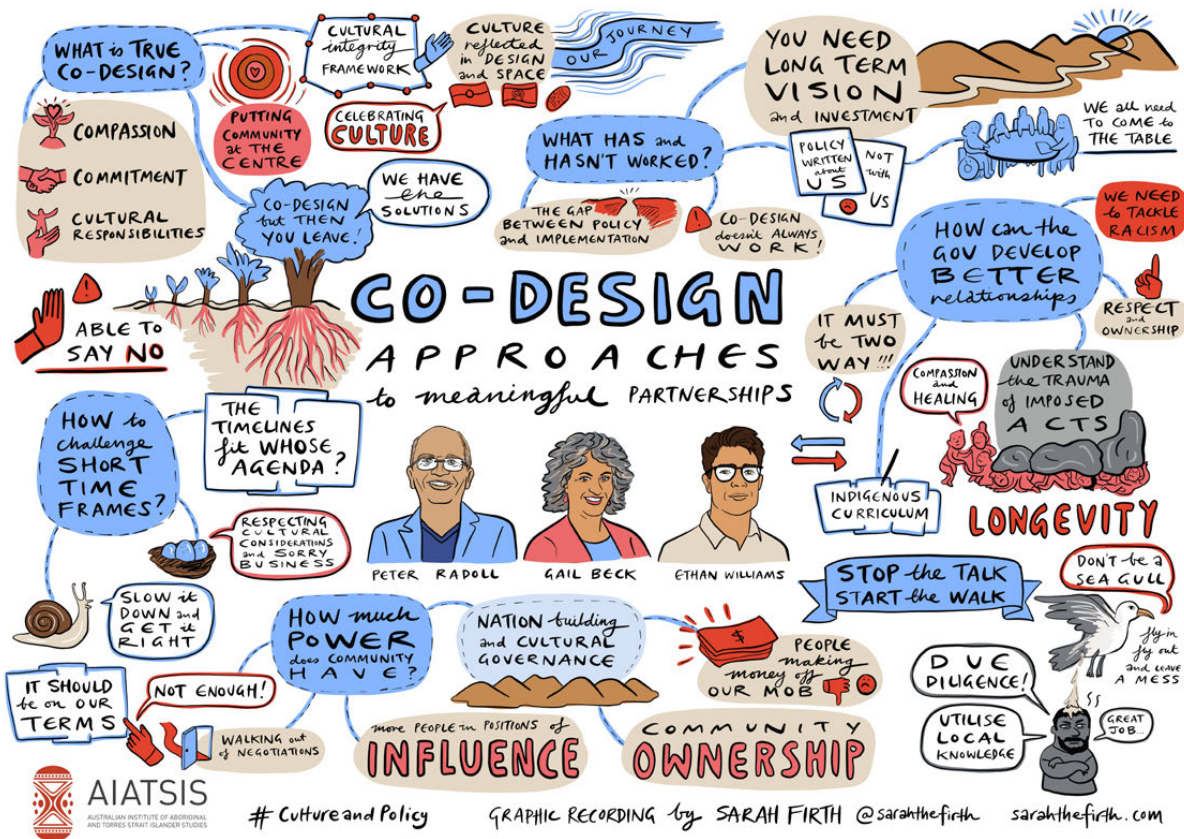 WHAT is TRUE
CO-DESIGN?
COMPASSION
COMMITMENT
CULTURAL
RESPONSIBILITIES
PUTTING
COMMUNITY
at THE
CENTRE
CULTURAL
integrity
FRAMEWORK
CULTURE
reflected
in DESIGN
and SPACE
CELEBRATING
CULTURE
OUR JOURNEY
CO-DESIGN
but THEN
YOU LEAVE!
WE HAVE
the
SOLUTIONS
ABLE TO
SAY NO
WHAT HAS and
HASN'T WORKED?
THE GAP
BETWEEN POLICY
and IMPLEMENTATION
CO-DESIGN
doesn't ALWAYS
WORK!
YOU NEED
LONG TERM
VISION
and INVESTMENT
POLICY
WRITTEN
about
US
NOT
with
US
WE all need
TO COME to
THE TABLE
HOW can the
GOV DEVELOP
BETTER
relationships
WE NEED
to TACKLE
RACISM
RESPECT
and
OWNERSHIP
IT MUST
be TWO
WAY!!!
COMPASSION
and
HEALING
UNDERSTAND
the TRAUMA
of IMPOSED
ACTS
INDIGENOUS
CURRICULUM
LONGEVITY
CO-DESIGN
APPROACHES
to meaningful PARTNERSHIPS
PETER RADOLL
GAIL BECK
ETHAN WILLIAMS
HOW to
challenge
SHORT
TIME
FRAMES?
THE
TIMELINES
fit WHOSE
AGENDA?
RESPECTING
CULTURAL
CONSIDERATIONS
and SORRY
BUSINESS
SLOW it
DOWN and
GET it
RIGHT
HOW much
POWER
does COMMUNITY
HAVE?
IT SHOULD
be ON OUR
TERMS
NOT ENOUGH!
WALKING out
of NEGOTIATIONS
NATION building
and CULTURAL
GOVERNANCE
more PEOPLE in POSITIONS of
INFLUENCE
$
PEOPLE
making
money off
OUR MOB
COMMUNITY
OWNERSHIP
STOP the TALK
START the WALK
DON'T be a
SEA GULL
fly in
fly out
and LEAVE
A MESS
DUE
DILIGENCE!
UTILISE
LOCAL
KNOWLEDGE
GREAT
JOB...
AIATSIS
AUSTRALIAN INSTITUTE OF ABORIGINAL
AND TORRES STRAIT ISLANDER STUDIES
# Culture and Policy
GRAPHIC RECORDING by SARAH FIRTH @sarahthefirth sarahthefirth.com